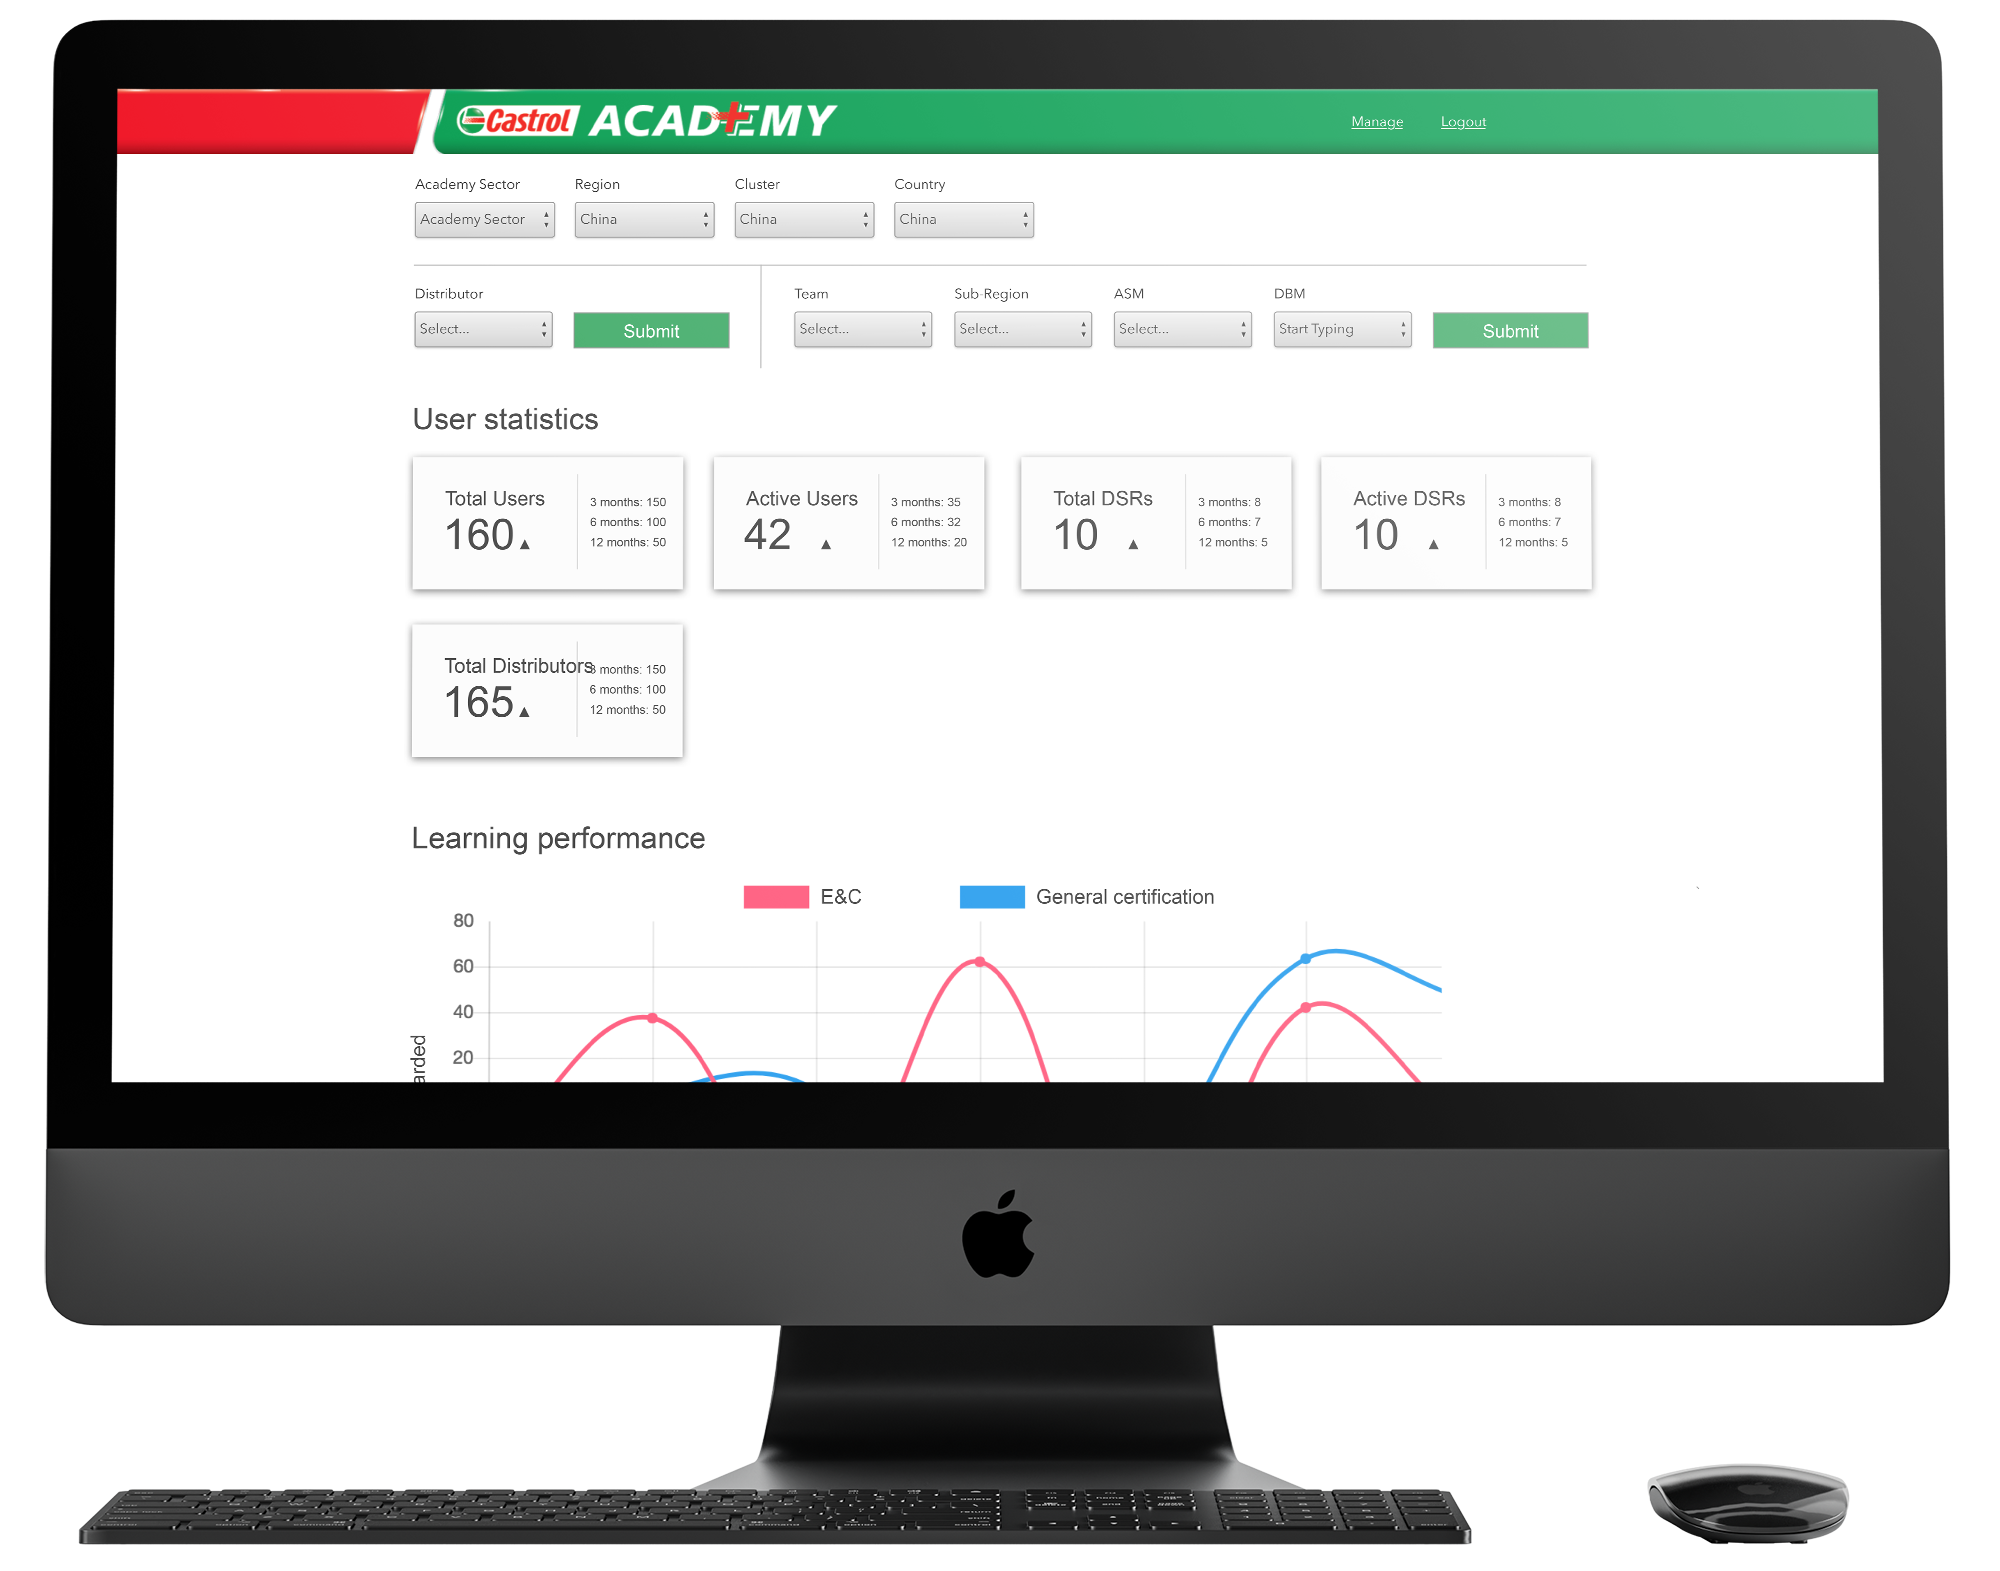 Castrol ACADEMY
Manage Logout
Academy Sector Region Cluster Country
Academy Sector China China China
Distributor Team Sub-Region ASM DBM
Select... Submit Select... Select... Select... Start Typing Submit
User statistics
Total Users
160
3 months: 150
6 months: 100
12 months: 50
Active Users
42
3 months: 35
6 months: 32
12 months: 20
Total DSRs
10
3 months: 8
6 months: 7
12 months: 5
Active DSRs
10
3 months: 8
6 months: 7
12 months: 5
Total Distributors
165
3 months: 150
6 months: 100
12 months: 50
Learning performance
E&C General certification
80
60
40
20
arded